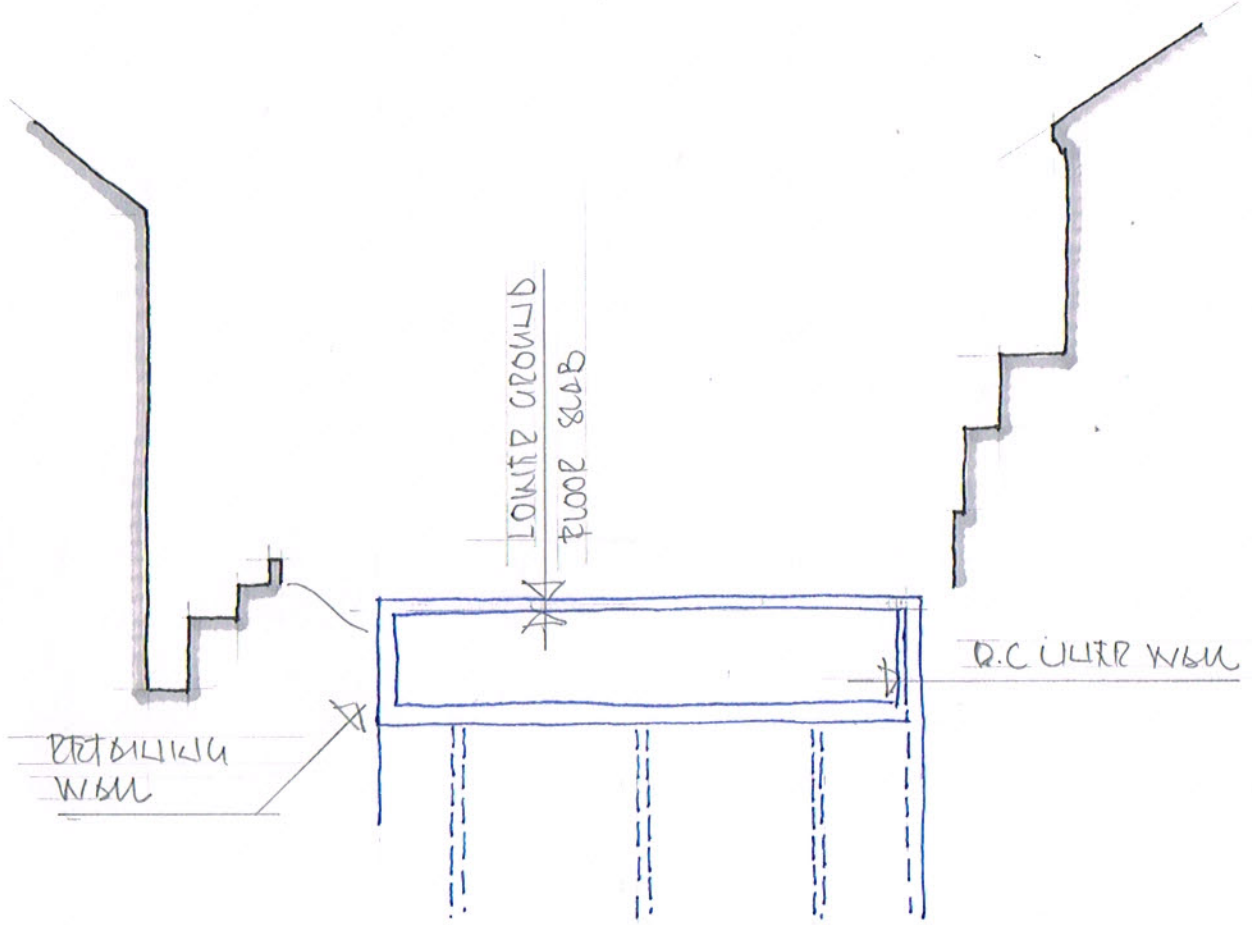 LOWER GROUND
FLOOR SLAB
R.C LINER WALL
RETAINING
WALL